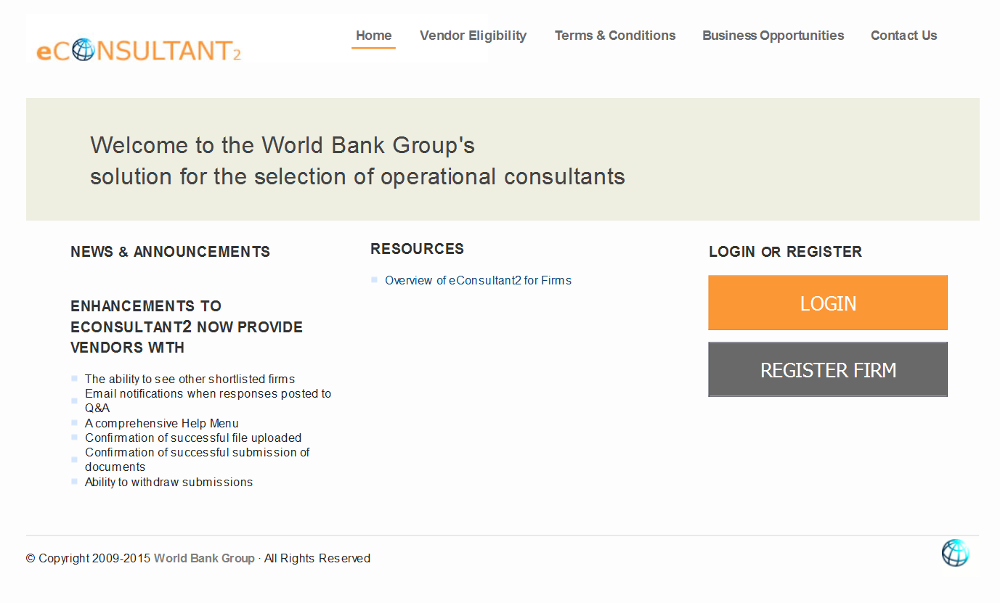 eCONSULTANT2
Home Vendor Eligibility Terms & Conditions Business Opportunities Contact Us
Welcome to the World Bank Group's
solution for the selection of operational consultants
NEWS & ANNOUNCEMENTS
ENHANCEMENTS TO
ECONSULTANT2 NOW PROVIDE
VENDORS WITH
The ability to see other shortlisted firms
Email notifications when responses posted to
Q&A
A comprehensive Help Menu
Confirmation of successful file uploaded
Confirmation of successful submission of
documents
Ability to withdraw submissions
RESOURCES
Overview of eConsultant2 for Firms
LOGIN OR REGISTER
LOGIN
REGISTER FIRM
© Copyright 2009-2015 World Bank Group · All Rights Reserved